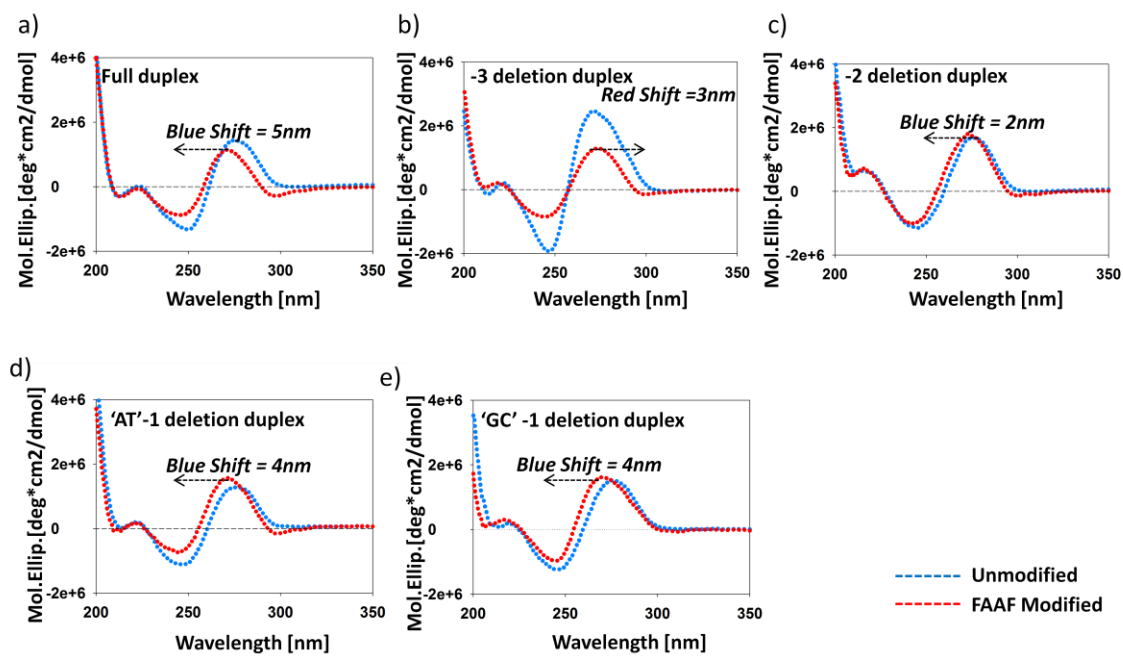 a)
Full duplex
Blue Shift = 5nm
Mol.Ellip.[deg*cm2/dmol]
4e+6
2e+6
0
-2e+6
200
250
300
350
Wavelength [nm]
b)
-3 deletion duplex
Red Shift =3nm
Mol.Ellip.[deg*cm2/dmol]
4e+6
2e+6
0
-2e+6
200
250
300
350
Wavelength [nm]
c)
-2 deletion duplex
Blue Shift = 2nm
Mol.Ellip.[deg*cm2/dmol]
4e+6
2e+6
0
-2e+6
200
250
300
350
Wavelength [nm]
d)
‘AT’-1 deletion duplex
Blue Shift = 4nm
Mol.Ellip.[deg*cm2/dmol]
4e+6
2e+6
0
-2e+6
200
250
300
350
Wavelength [nm]
e)
‘GC’ -1 deletion duplex
Blue Shift = 4nm
Mol.Ellip.[deg*cm2/dmol]
4e+6
2e+6
0
-2e+6
200
250
300
350
Wavelength [nm]
Unmodified
FAAF Modified